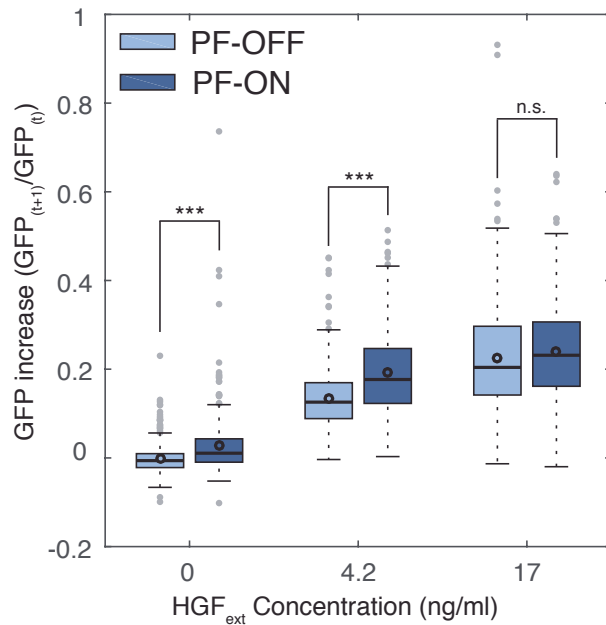 1
0.8
0.6
0.4
0.2
0
-0.2
GFP increase (GFP(t+1)/GFP(t))
PF-OFF
PF-ON
***
***
n.s.
0 4.2 17
HGFext Concentration (ng/ml)